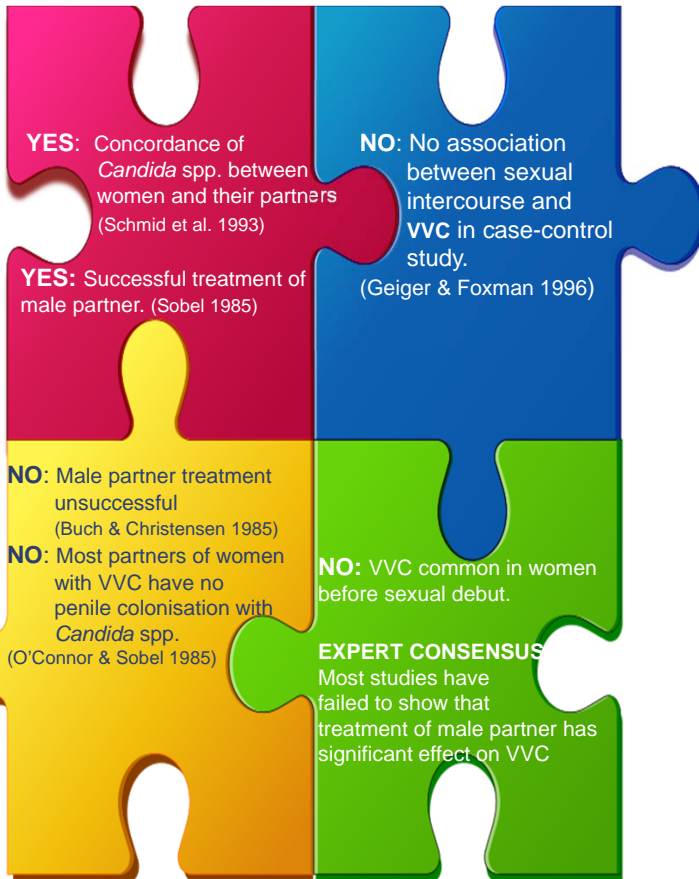 YES: Concordance of
Candida spp. between
women and their partners
(Schmid et al. 1993)
YES: Successful treatment of
male partner. (Sobel 1985)
NO: No association
between sexual
intercourse and
VVC in case-control
study.
(Geiger & Foxman 1996)
NO: Male partner treatment
unsuccessful
(Buch & Christensen 1985)
NO: Most partners of women
with VVC have no
penile colonisation with
Candida spp.
(O'Connor & Sobel 1985)
NO: VVC common in women
before sexual debut.
EXPERT CONSENSUS
Most studies have
failed to show that
treatment of male partner has
significant effect on VVC